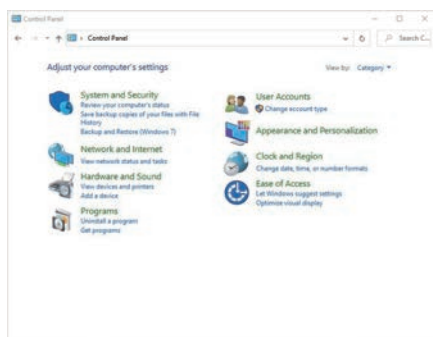 Control Panel
Control Panel
Search C...
Adjust your computer's settings
View by: Category
System and Security
Review your computer's status
Save backup copies of your files with File
History
Backup and Restore (Windows 7)
Network and Internet
View network status and tasks
Hardware and Sound
View devices and printers
Add a device
Programs
Uninstall a program
Get programs
User Accounts
Change account type
Appearance and Personalization
Clock and Region
Change date, time, or number formats
Ease of Access
Let Windows suggest settings
Optimize visual display